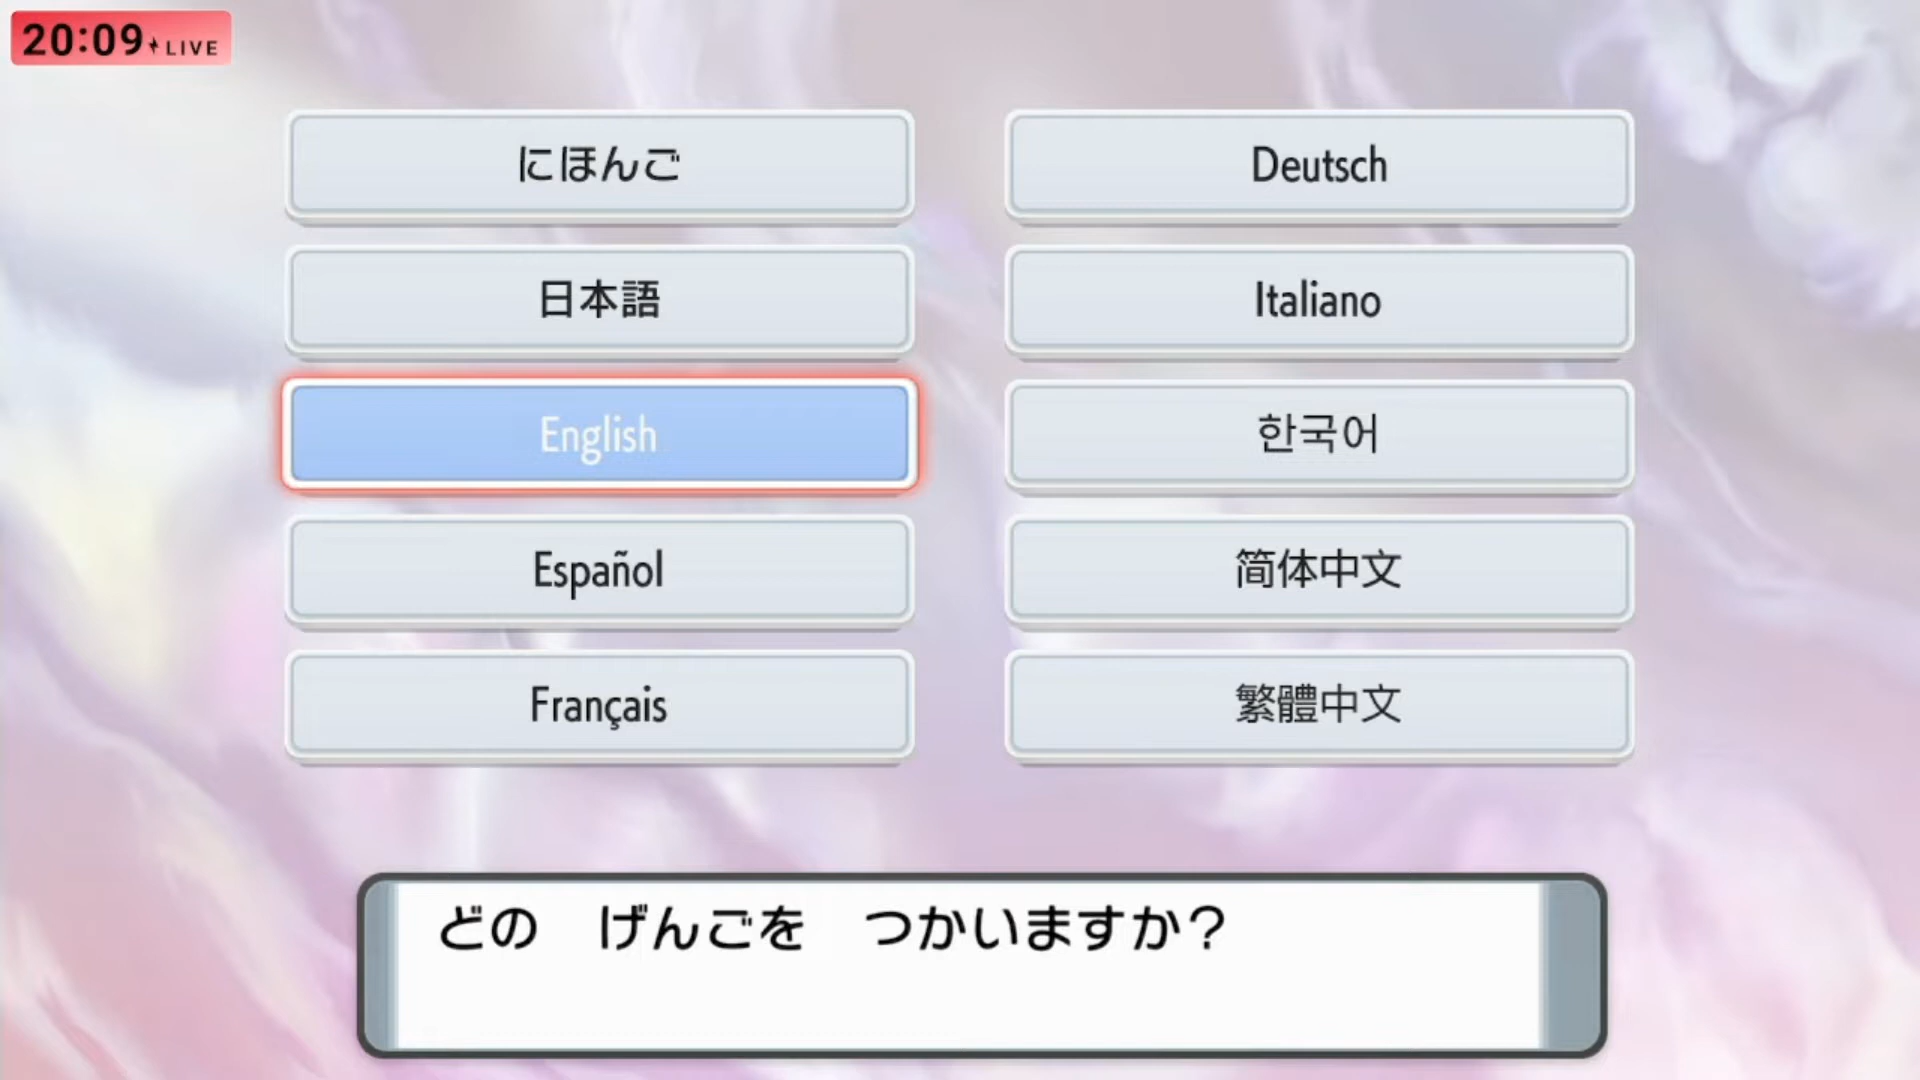 20:09 LIVE
にほんご
日本語
English
Español
Français
Deutsch
Italiano
한국어
简体中文
繁體中文
どの　げんごを　つかいますか？